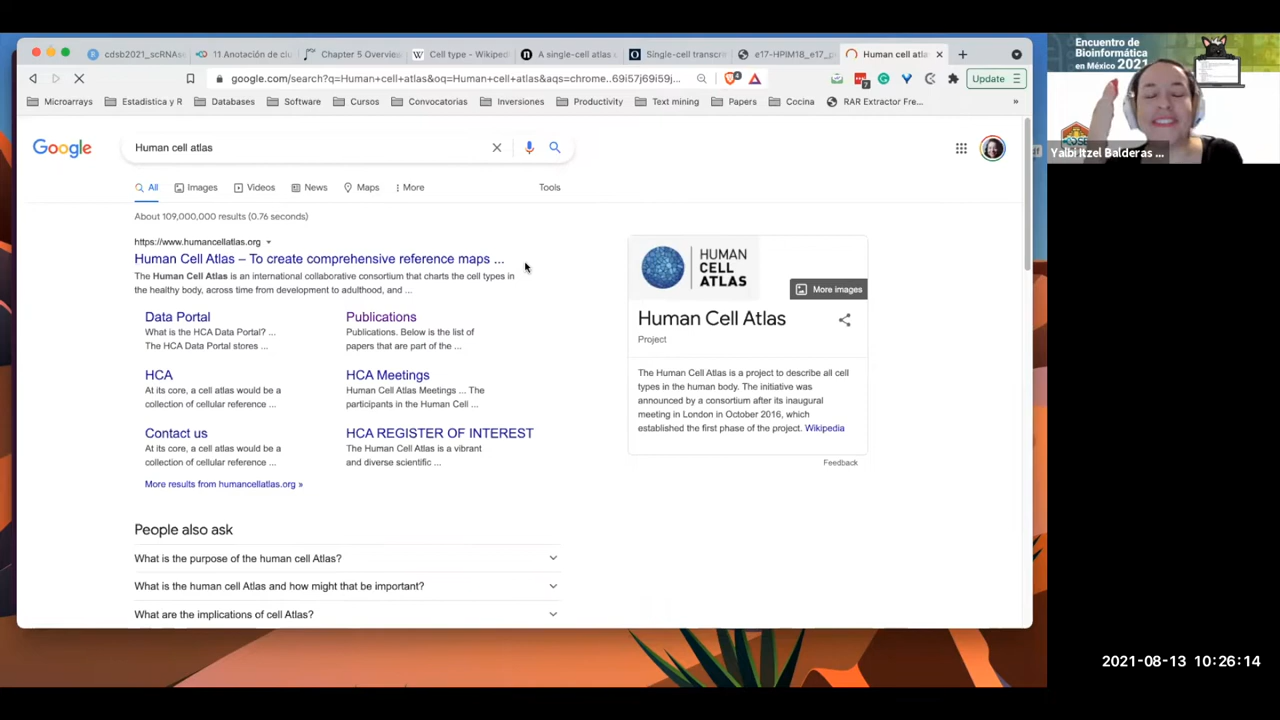 cdsb2021_scRNAse
11 Anotación de clu
Chapter 5 Overview
Cell type - Wikiped
A single-cell atlas
Single-cell transcri
e17-HPIM18_e17_p
Human cell atla
google.com/search?q=Human+cell+atlas&oq=Human+cell+atlas&aqs=chrome..69i57j69i59j...
4
7
Update
Microarrays
Estadistica y R
Databases
Software
Cursos
Convocatorias
Inversiones
Productivity
Text mining
Papers
Cocina
RAR Extractor Fre...
»
Google
Human cell atlas
All
Images
Videos
News
Maps
More
Tools
About 109,000,000 results (0.76 seconds)
https://www.humancellatlas.org
Human Cell Atlas – To create comprehensive reference maps ...
The Human Cell Atlas is an international collaborative consortium that charts the cell types in
the healthy body, across time from development to adulthood, and ...
Data Portal
What is the HCA Data Portal? ...
The HCA Data Portal stores ...
Publications
Publications. Below is the list of
papers that are part of the ...
HCA
At its core, a cell atlas would be a
collection of cellular reference ...
HCA Meetings
Human Cell Atlas Meetings ... The
participants in the Human Cell ...
Contact us
At its core, a cell atlas would be a
collection of cellular reference ...
HCA REGISTER OF INTEREST
The Human Cell Atlas is a vibrant
and diverse scientific ...
More results from humancellatlas.org »
People also ask
What is the purpose of the human cell Atlas?
What is the human cell Atlas and how might that be important?
What are the implications of cell Atlas?
HUMAN
CELL
ATLAS
More images
Human Cell Atlas
Project
The Human Cell Atlas is a project to describe all cell
types in the human body. The initiative was
announced by a consortium after its inaugural
meeting in London in October 2016, which
established the first phase of the project. Wikipedia
Feedback
Encuentro de
Bioinformática
en México 2021
Yalbi Itzel Balderas ...
2021-08-13 10:26:14